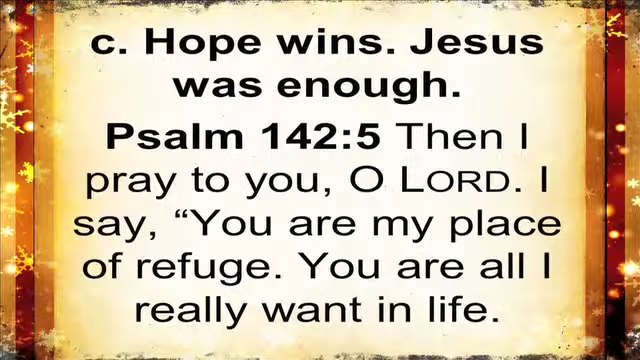 c. Hope wins. Jesus
was enough.
Psalm 142:5 Then I
pray to you, O LORD. I
say, “You are my place
of refuge. You are all I
really want in life.